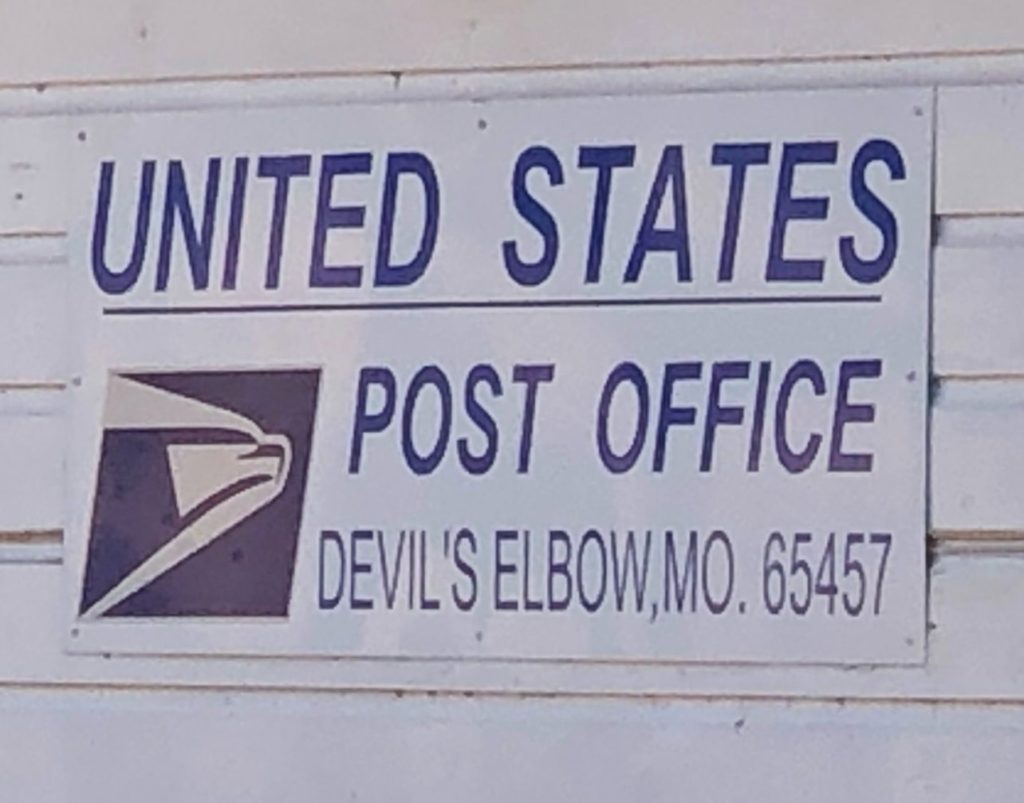 UNITED STATES
POST OFFICE
DEVIL'S ELBOW,MO. 65457